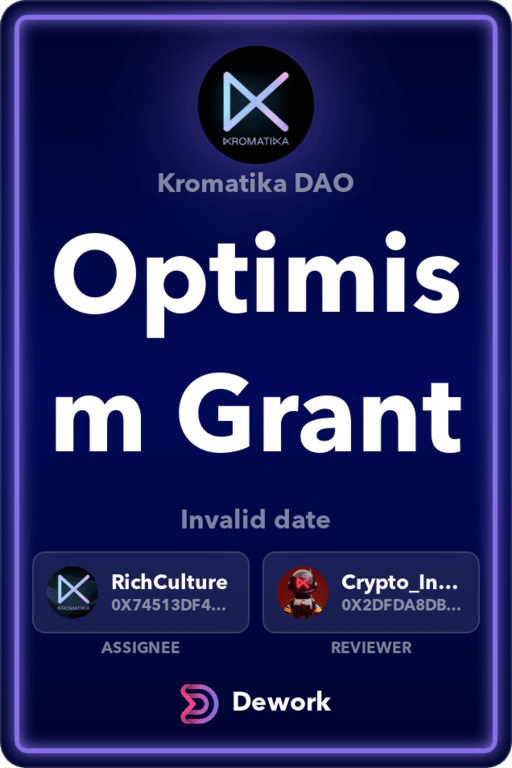 KROMATIKA
Kromatika DAO
Optimis
m Grant
Invalid date
RichCulture
0X74513DF4...
Crypto_In...
0X2DFDA8DB...
ASSIGNEE
REVIEWER
Dework